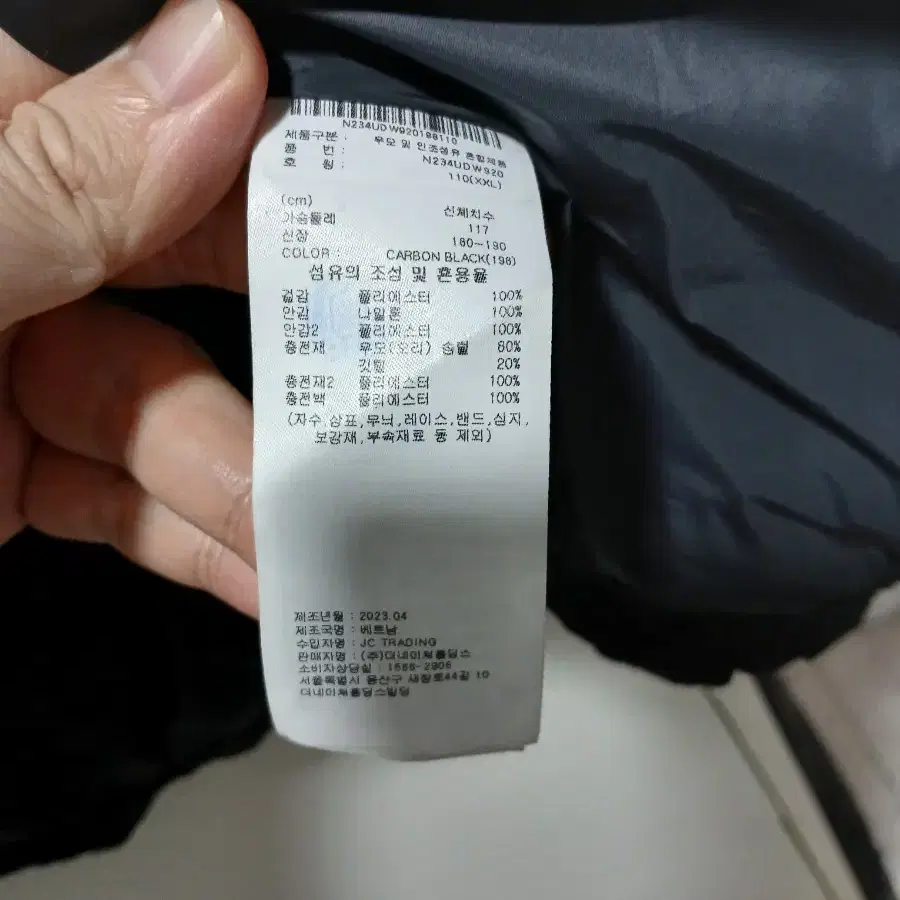 N234UDW920198110
제품구분 : 우모 및 인조섬유 혼합제품
품 번 : N234UDW920
호 칭 : 110(XXL)
(cm) 신체치수
가슴둘레 117
신장 180~190
COLOR : CARBON BLACK(198)
섬유의 조성 및 혼용율
겉감 폴리에스터 100%
안감 나일론 100%
안감2 폴리에스터 100%
충전재 우모(오리) 솜털 80%
깃털 20%
충전재2 폴리에스터 100%
충전백 폴리에스터 100%
(자수,상표,무늬,레이스,밴드,심지,
보강재,부속재료 등 제외)
제조년월 : 2023.04
제조국명 : 베트남
수입자명 : JC TRADING
판매자명 : (주)더네이쳐홀딩스
소비자상담실 : 1566-2906
서울특별시 용산구 새창로44길 10
더네이쳐홀딩스빌딩